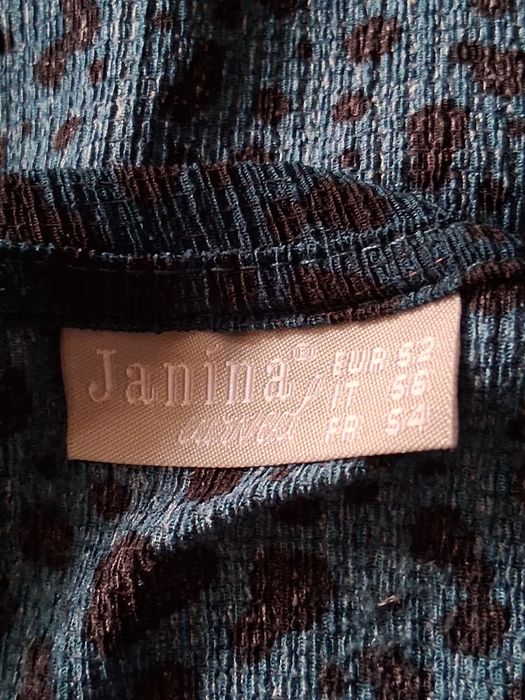 Janina
curved
EUR 52
IT 56
FR 54